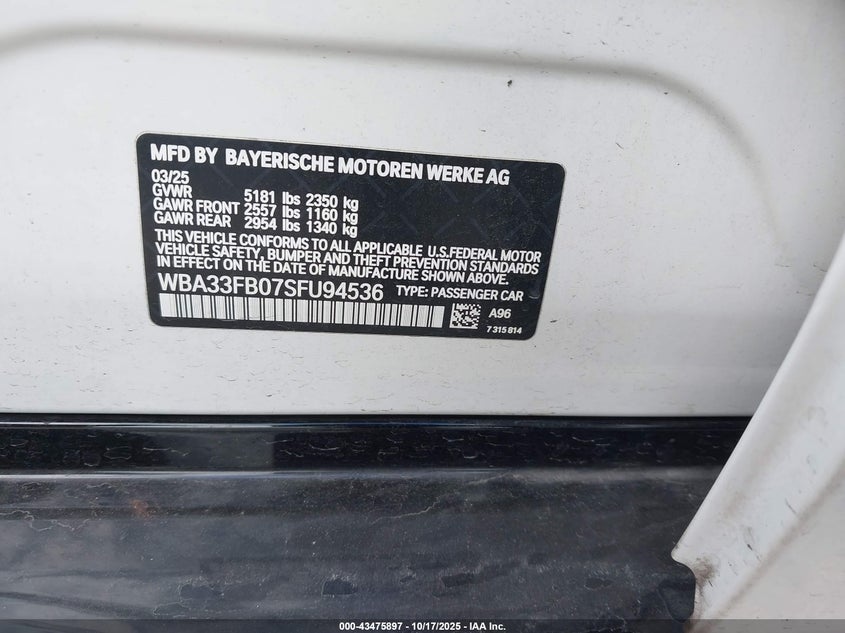 MFD BY BAYERISCHE MOTOREN WERKE AG
03/25
GVWR 5181 lbs 2350 kg
GAWR FRONT 2557 lbs 1160 kg
GAWR REAR 2954 lbs 1340 kg
THIS VEHICLE CONFORMS TO ALL APPLICABLE U.S.FEDERAL MOTOR
VEHICLE SAFETY, BUMPER AND THEFT PREVENTION STANDARDS
IN EFFECT ON THE DATE OF MANUFACTURE SHOWN ABOVE.
WBA33FB07SFU94536 TYPE: PASSENGER CAR
A96
7 315 814
000-43475897 - 10/17/2025 - IAA Inc.